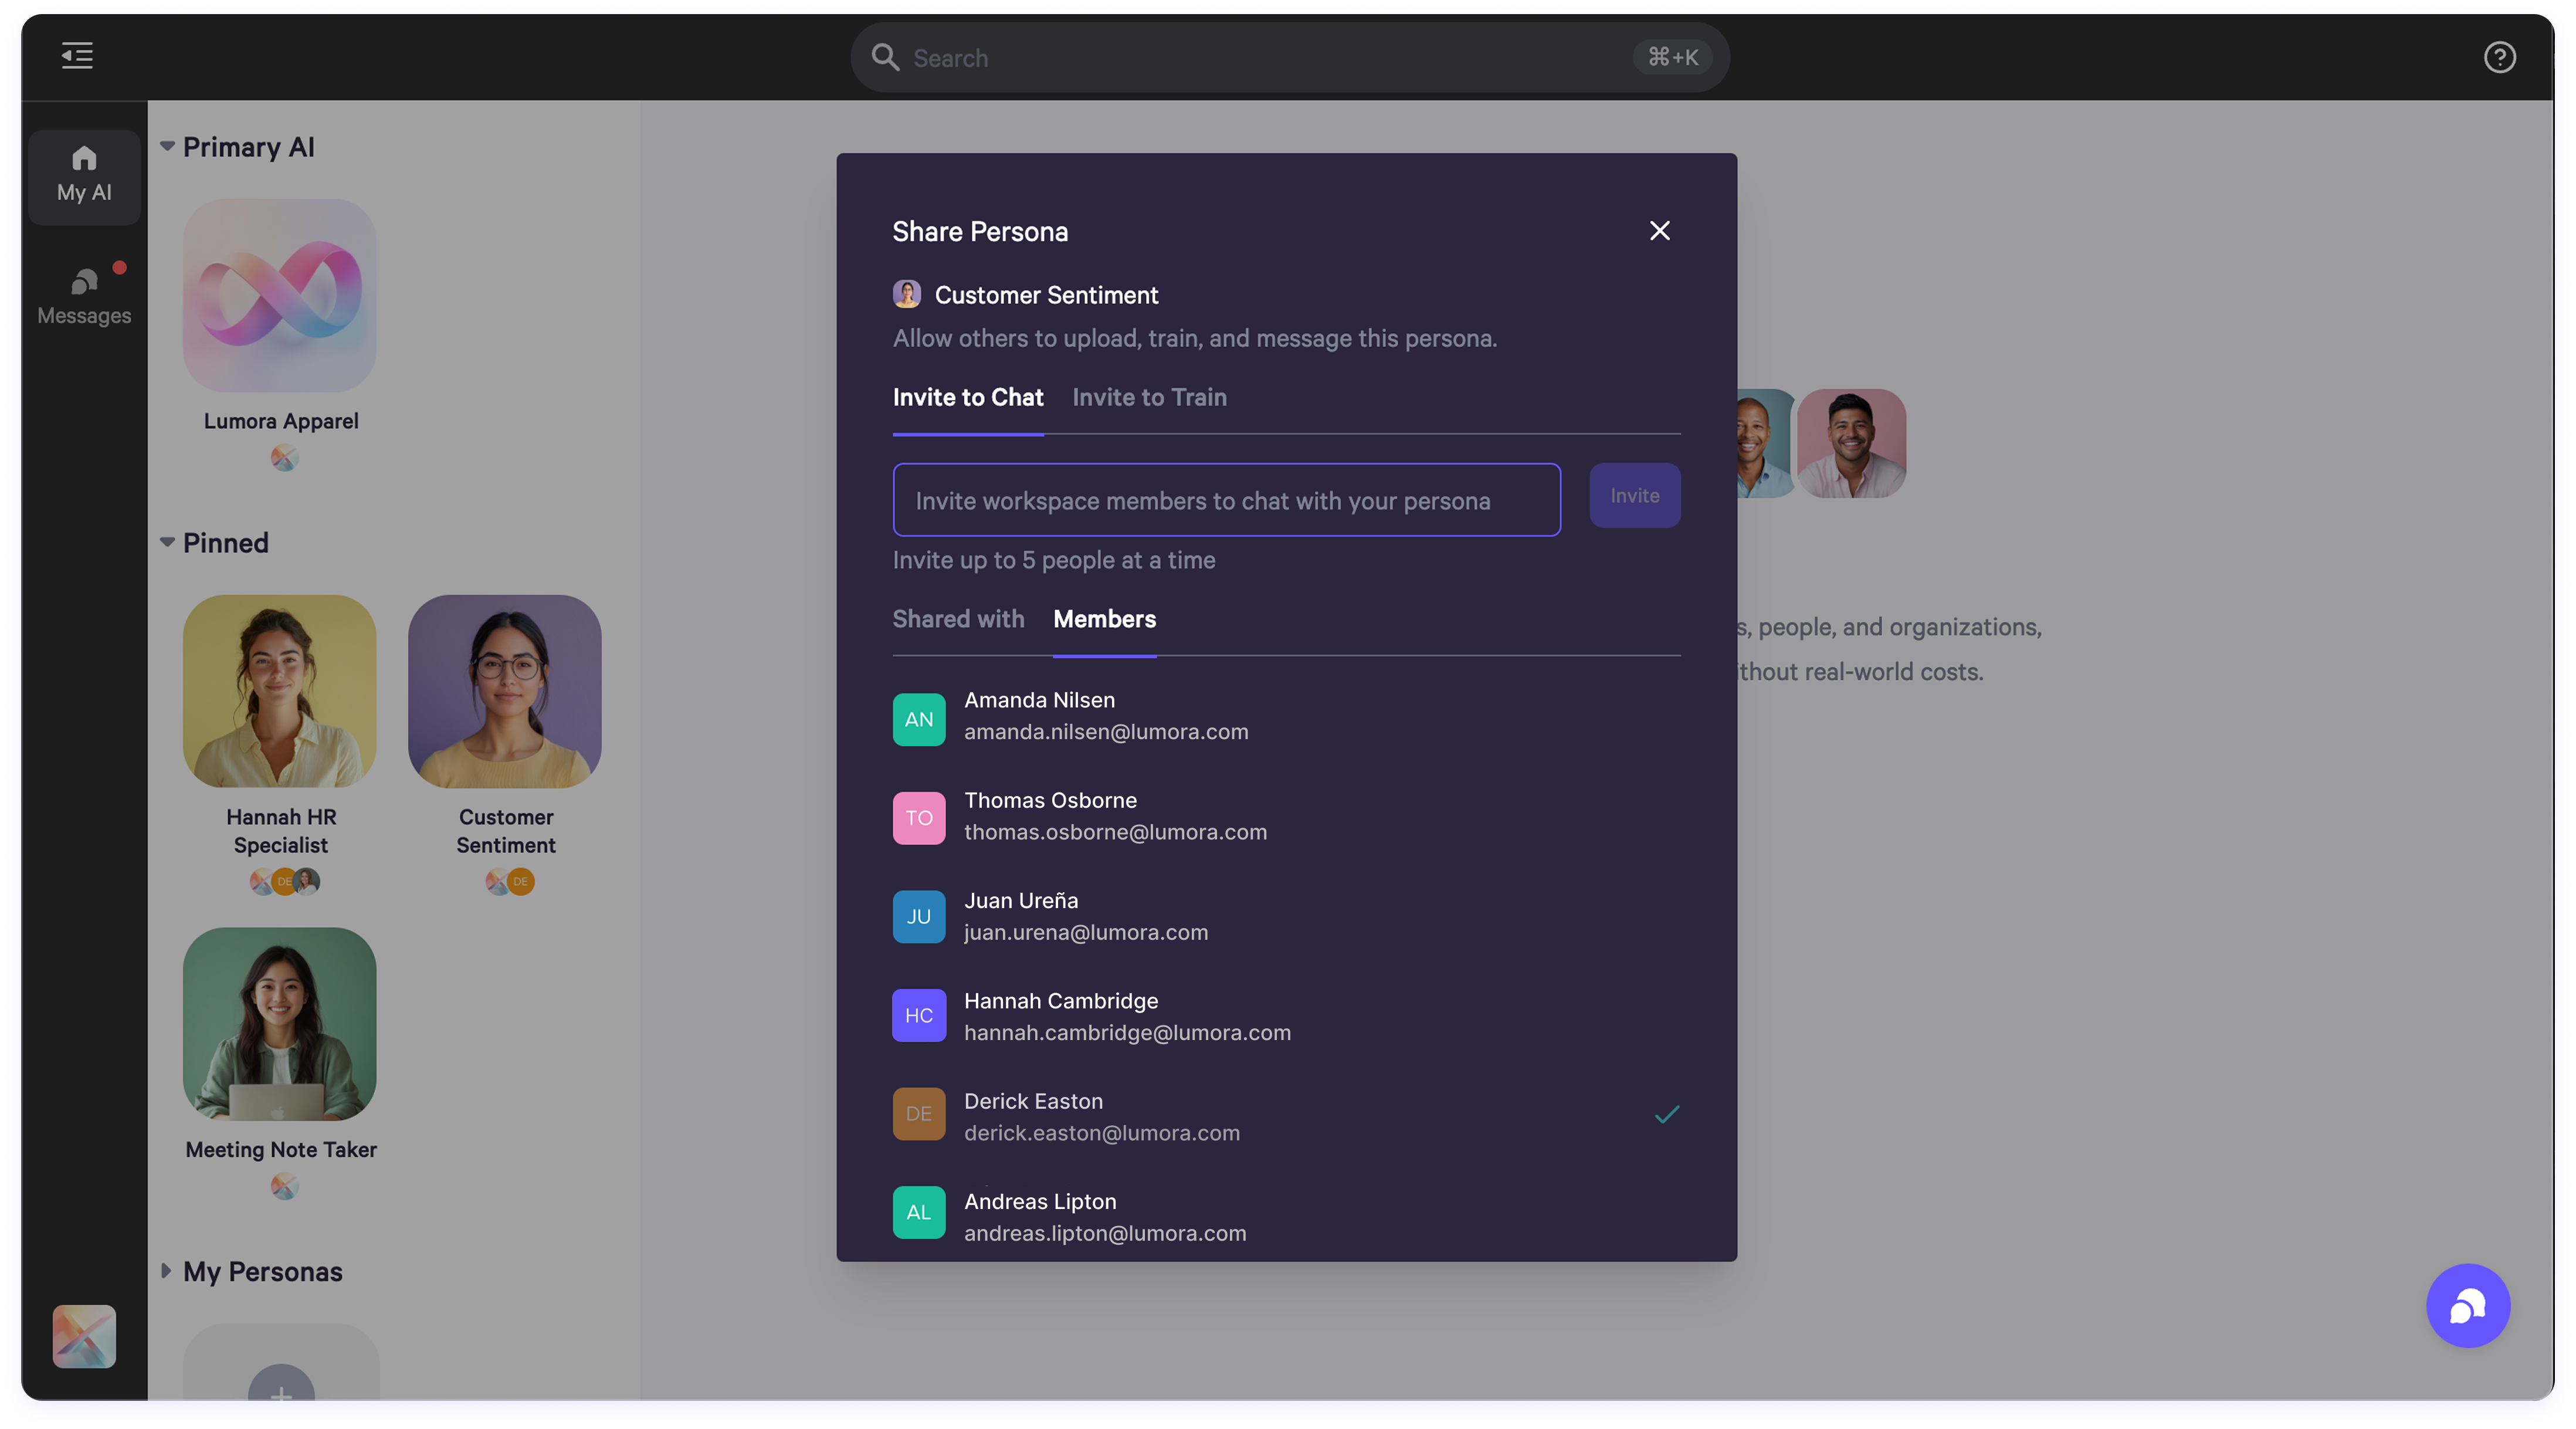 Search
⌘+K
My AI
Messages
Primary AI
Lumora Apparel
Pinned
Hannah HR
Specialist
DE
Customer
Sentiment
DE
Meeting Note Taker
My Personas
Share Persona
Customer Sentiment
Allow others to upload, train, and message this persona.
Invite to Chat
Invite to Train
Invite workspace members to chat with your persona
Invite
Invite up to 5 people at a time
Shared with
Members
AN
Amanda Nilsen
amanda.nilsen@lumora.com
TO
Thomas Osborne
thomas.osborne@lumora.com
JU
Juan Ureña
juan.urena@lumora.com
HC
Hannah Cambridge
hannah.cambridge@lumora.com
DE
Derick Easton
derick.easton@lumora.com
AL
Andreas Lipton
andreas.lipton@lumora.com
people, and organizations,
real-world costs.